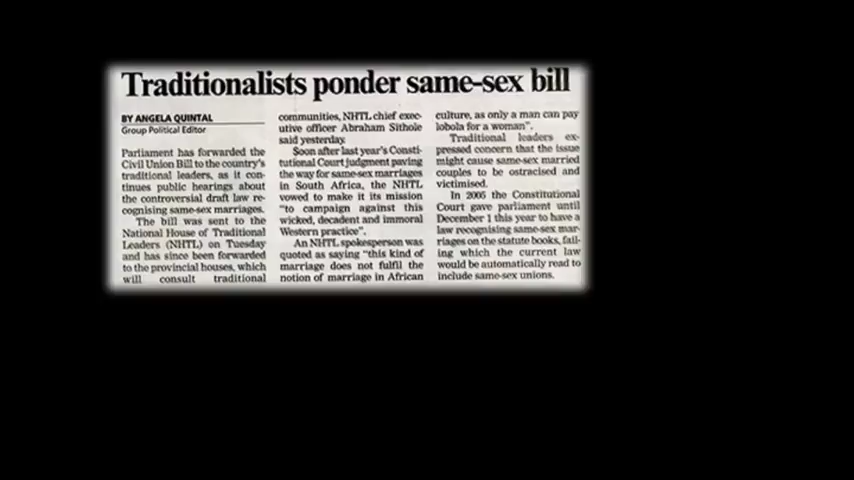 Traditionalists ponder same-sex bill
BY ANGELA QUINTAL
Group Political Editor
Parliament has forwarded the
Civil Union Bill to the country's
traditional leaders, as it con-
tinues public hearings about
the controversial draft law re-
cognising same-sex marriages.
The bill was sent to the
National House of Traditional
Leaders (NHTL) on Tuesday
and has since been forwarded
to the provincial houses, which
will consult traditional
communities, NHTL chief exec-
utive officer Abraham Sithole
said yesterday.
Soon after last year's Consti-
tutional Court judgment paving
the way for same-sex marriages
in South Africa, the NHTL
vowed to make it its mission
"to campaign against this
wicked, decadent and immoral
Western practice".
An NHTL spokesperson was
quoted as saying "this kind of
marriage does not fulfil the
notion of marriage in African
culture, as only a man can pay
lobola for a woman".
Traditional leaders ex-
pressed concern that the issue
might cause same-sex married
couples to be ostracised and
victimised.
In 2005 the Constitutional
Court gave parliament until
December 1 this year to have a
law recognising same-sex mar-
riages on the statute books, fail-
ing which the current law
would be automatically read to
include same-sex unions.